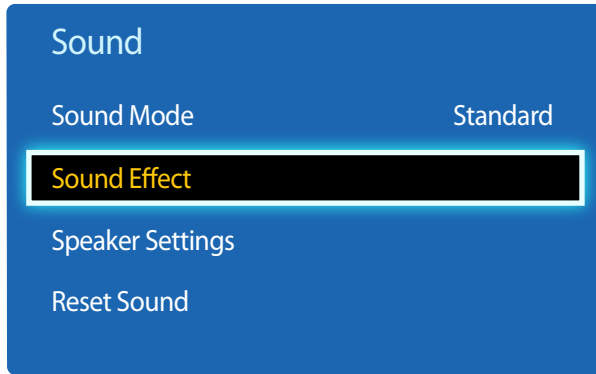 Sound
Sound Mode Standard
Sound Effect
Speaker Settings
Reset Sound